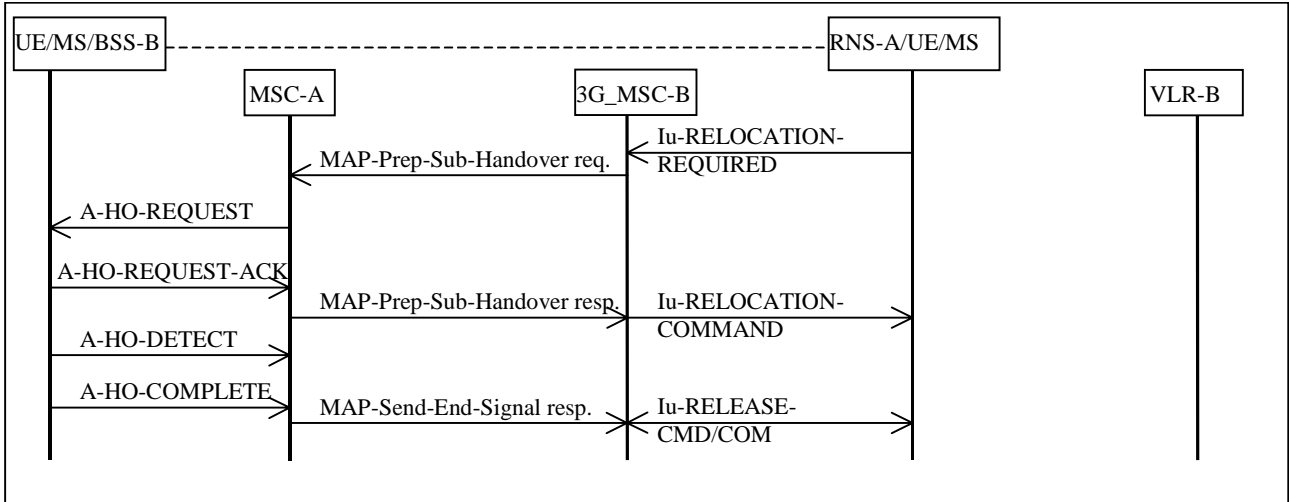 UE/MS/BSS-B
RNS-A/UE/MS
MSC-A
3G_MSC-B
VLR-B
Iu-RELOCATION-
REQUIRED
MAP-Prep-Sub-Handover req.
A-HO-REQUEST
A-HO-REQUEST-ACK
MAP-Prep-Sub-Handover resp.
Iu-RELOCATION-
COMMAND
A-HO-DETECT
A-HO-COMPLETE
MAP-Send-End-Signal resp.
Iu-RELEASE-
CMD/COM